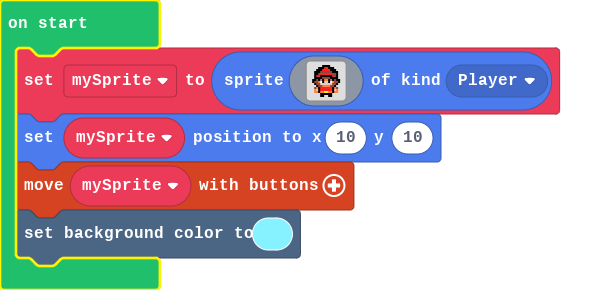 on start
set mySprite to sprite of kind Player
set mySprite position to x 10 y 10
move mySprite with buttons
set background color to